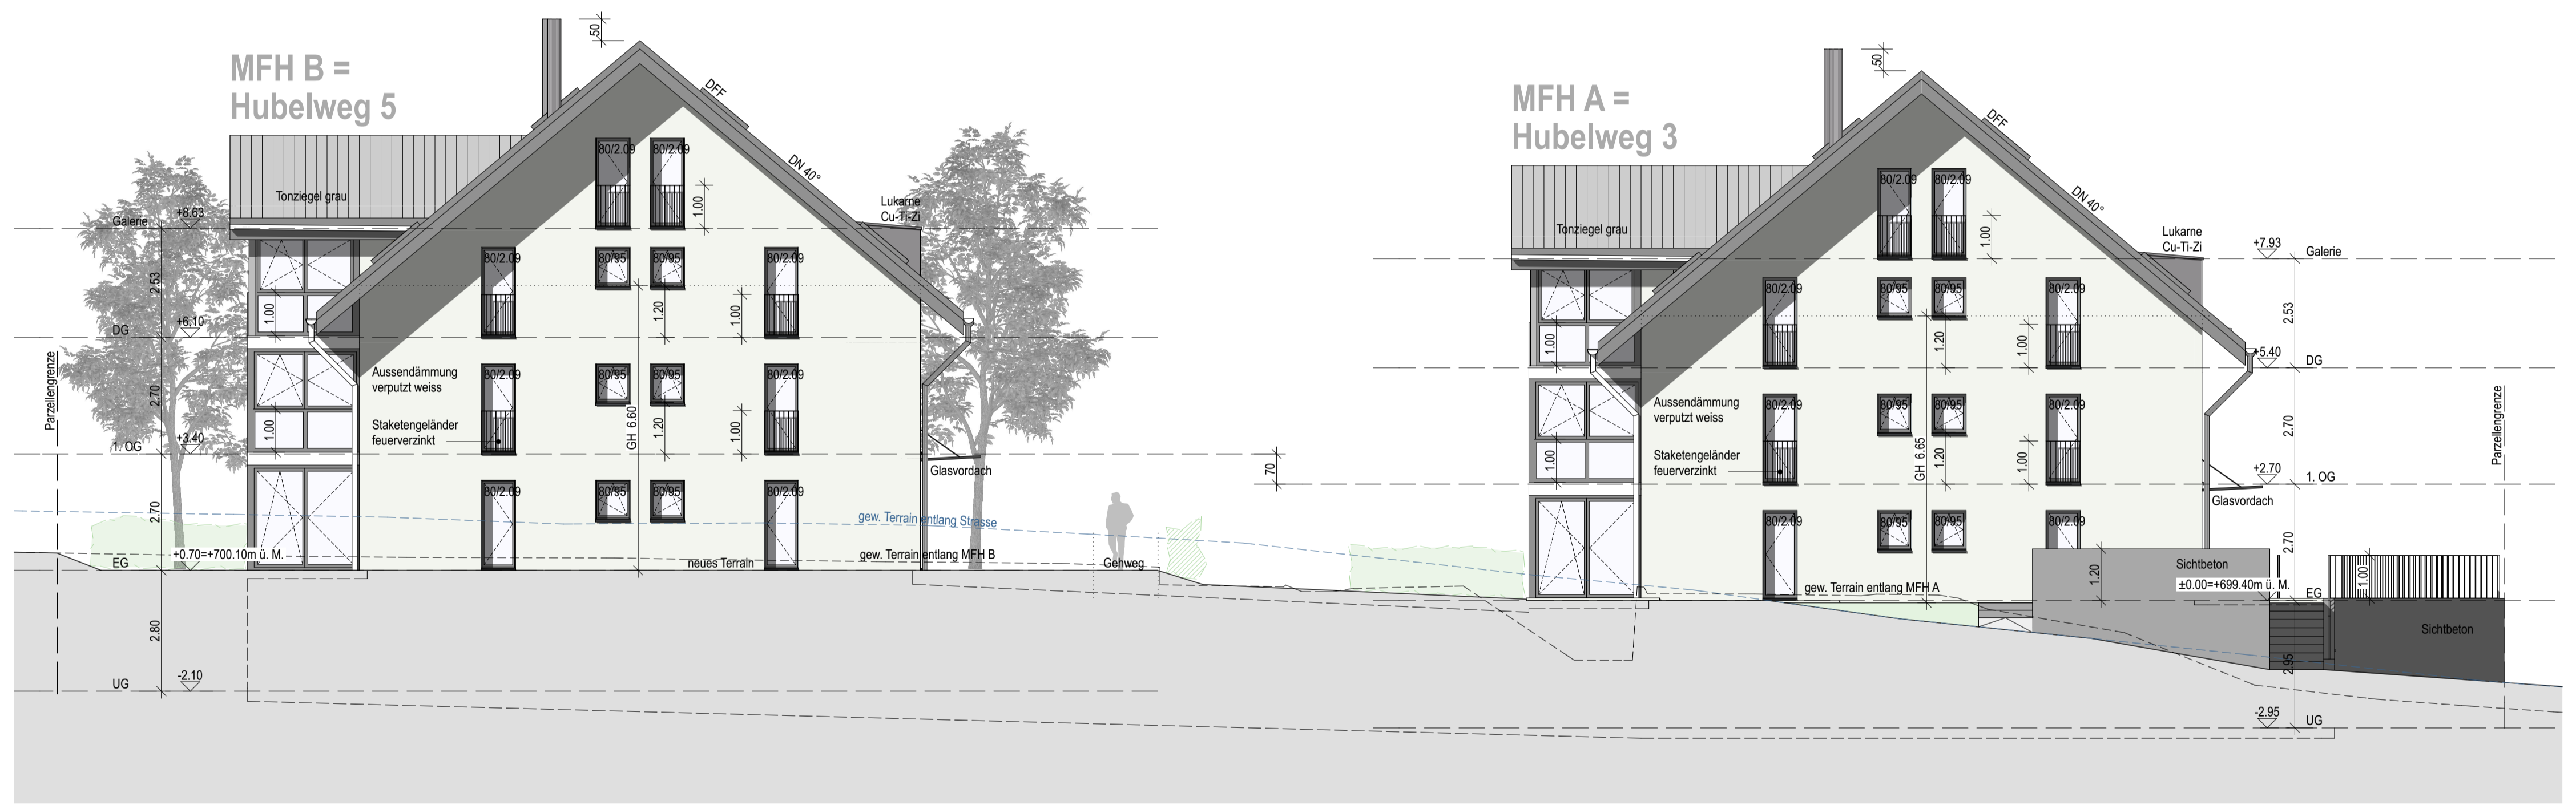 MFH B =
Hubelweg 5
.50
DFF
DN 40°
80/2.09
80/2.09
1.00
Tonziegel grau
Lukarne
Cu-Ti-Zi
Galerie
+8.63
2.53
80/2.09
80/95
80/95
80/2.09
1.00
1.20
1.00
DG
+6.10
Parzellengrenze
2.70
Aussendämmung
verputzt weiss
80/2.09
80/95
80/95
80/2.09
Staketengeländer
feuerverzinkt
1.00
GH 6.60
1.20
1.00
1. OG
+3.40
Glasvordach
2.70
80/2.09
80/95
80/95
80/2.09
gew. Terrain entlang Strasse
+0.70=+700.10m ü. M.
EG
neues Terrain
gew. Terrain entlang MFH B
Gehweg
2.80
UG
-2.10
70
MFH A =
Hubelweg 3
.50
DFF
DN 40°
80/2.09
80/2.09
1.00
Tonziegel grau
Lukarne
Cu-Ti-Zi
+7.93
Galerie
2.53
80/2.09
80/95
80/95
80/2.09
1.00
1.20
1.00
+5.40
DG
Parzellengrenze
2.70
Aussendämmung
verputzt weiss
80/2.09
80/95
80/95
80/2.09
Staketengeländer
feuerverzinkt
1.00
GH 6.65
1.20
1.00
+2.70
1. OG
Glasvordach
2.70
80/2.09
80/95
80/95
80/2.09
Sichtbeton
1.20
±0.00=+699.40m ü. M.
EG
1.00
gew. Terrain entlang MFH A
Sichtbeton
2.95
-2.95
UG